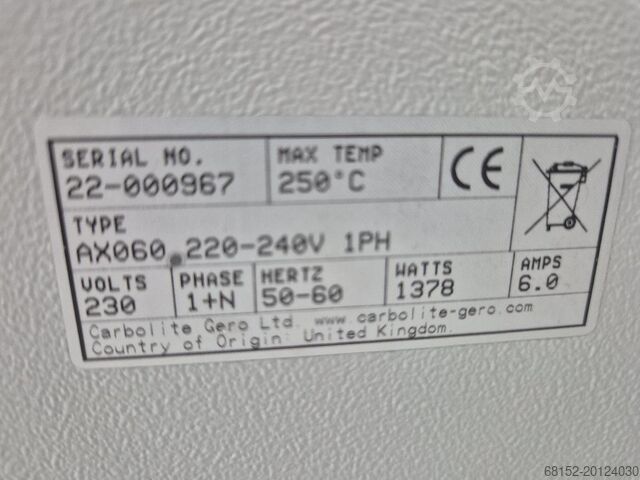 SERIAL NO.
22-000967
MAX TEMP
250°C
CE
TYPE
AX060 220-240V 1PH
VOLTS
230
PHASE
1+N
HERTZ
50-60
WATTS
1378
AMPS
6.0
Carbolite Gero Ltd. www.carbolite-gero.com
Country of Origin: United Kingdom.
68152-20124030